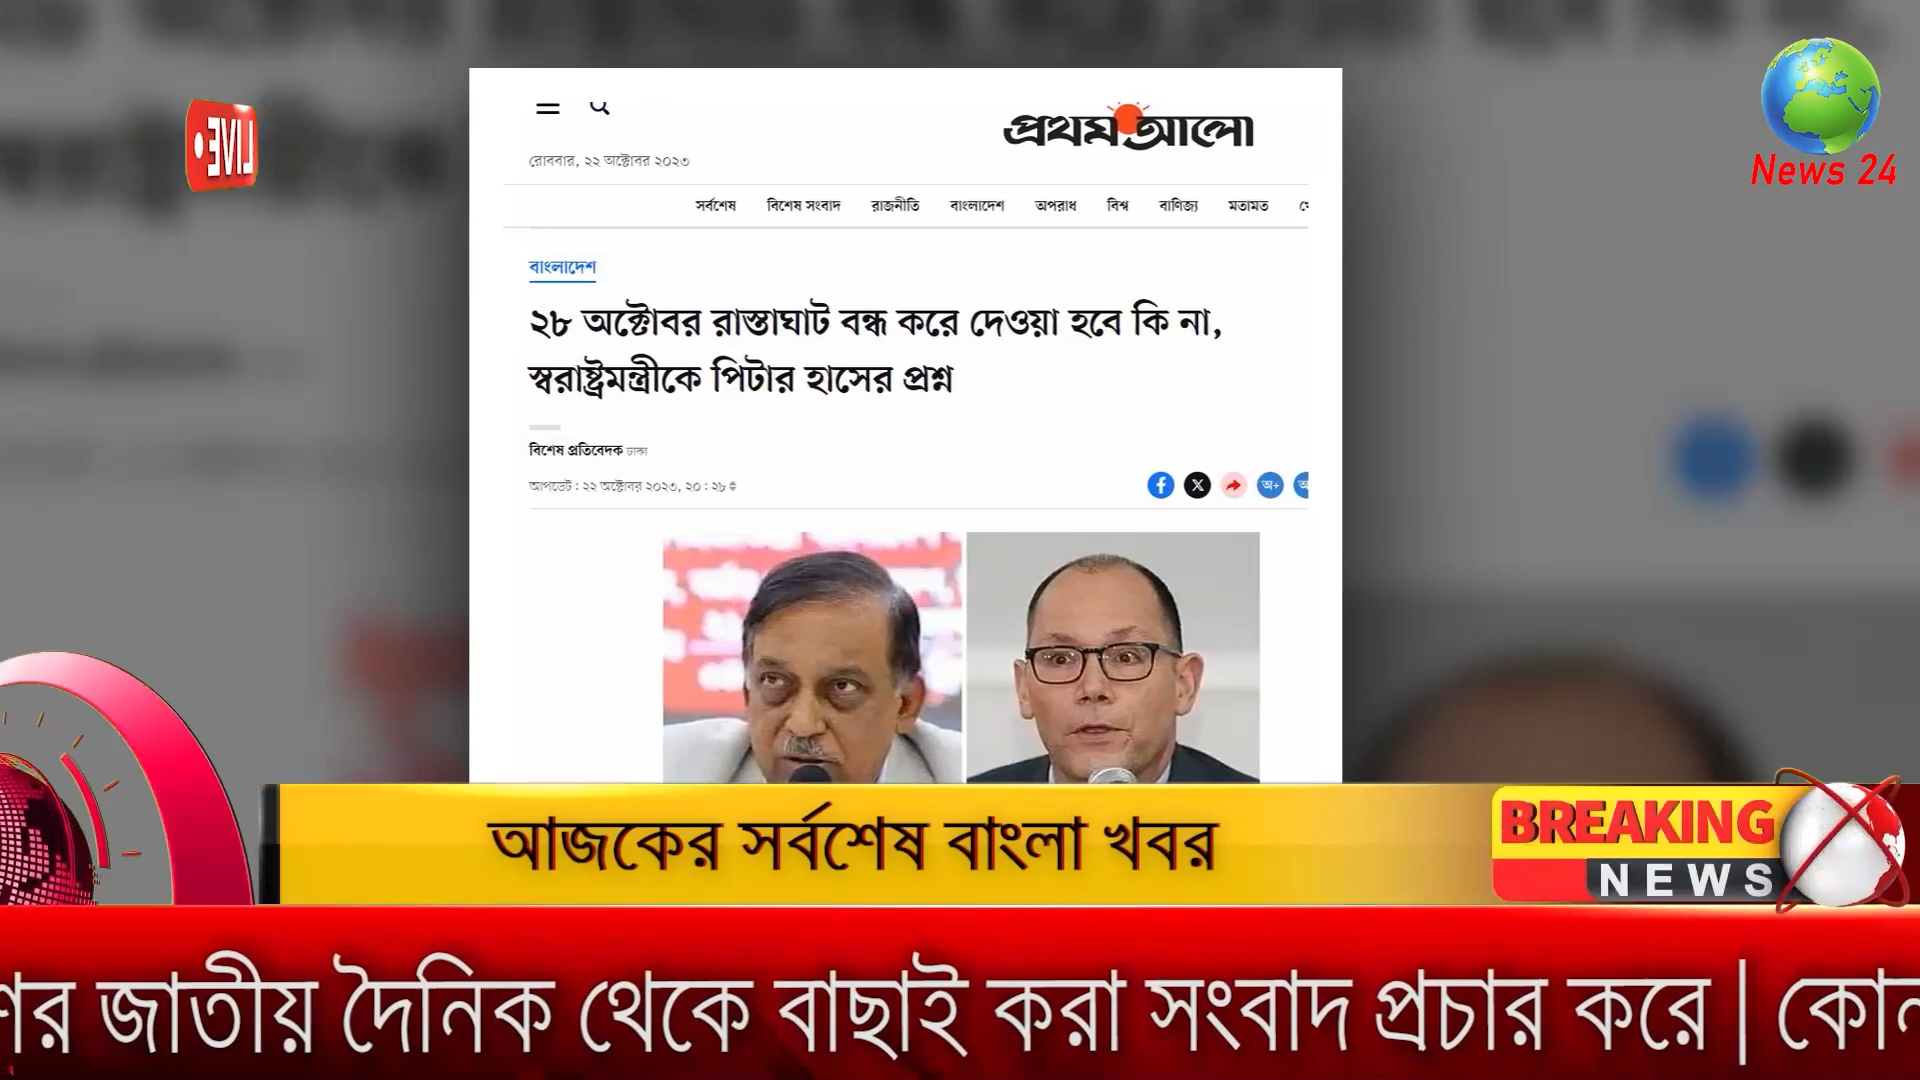 LIVE
News 24
প্রথম আলো
রোববার, ২২ অক্টোবর ২০২৩
সর্বশেষ বিশেষ সংবাদ রাজনীতি বাংলাদেশ অপরাধ বিশ্ব বাণিজ্য মতামত
বাংলাদেশ
২৮ অক্টোবর রাস্তাঘাট বন্ধ করে দেওয়া হবে কি না,
স্বরাষ্ট্রমন্ত্রীকে পিটার হাসের প্রশ্ন
বিশেষ প্রতিবেদক ঢাকা
আপডেট : ২২ অক্টোবর ২০২৩, ২০ : ২৮
অ+
আজকের সর্বশেষ বাংলা খবর
BREAKING
NEWS
শের জাতীয় দৈনিক থেকে বাছাই করা সংবাদ প্রচার করে | কোন